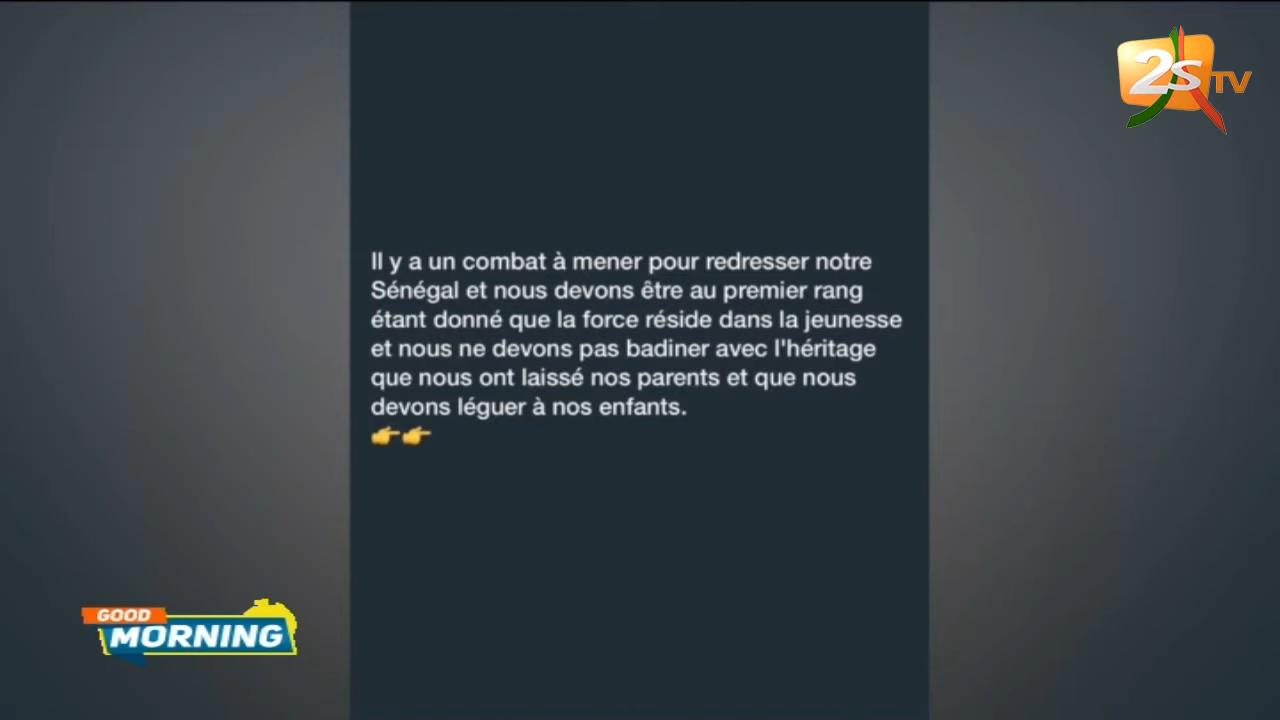 2s TV
Il y a un combat à mener pour redresser notre
Sénégal et nous devons être au premier rang
étant donné que la force réside dans la jeunesse
et nous ne devons pas badiner avec l'héritage
que nous ont laissé nos parents et que nous
devons léguer à nos enfants.
👉👉
GOOD
MORNING